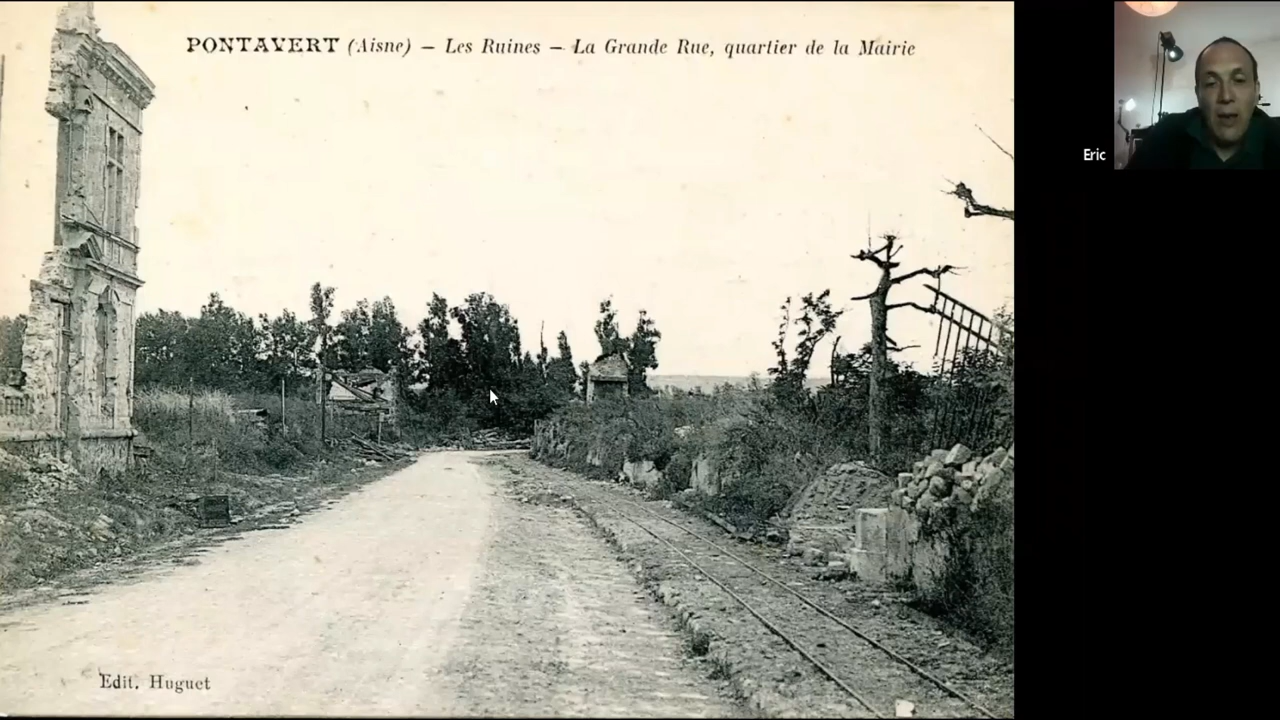 PONTAVERT (Aisne) – Les Ruines – La Grande Rue, quartier de la Mairie
Eric
Edit. Huguet